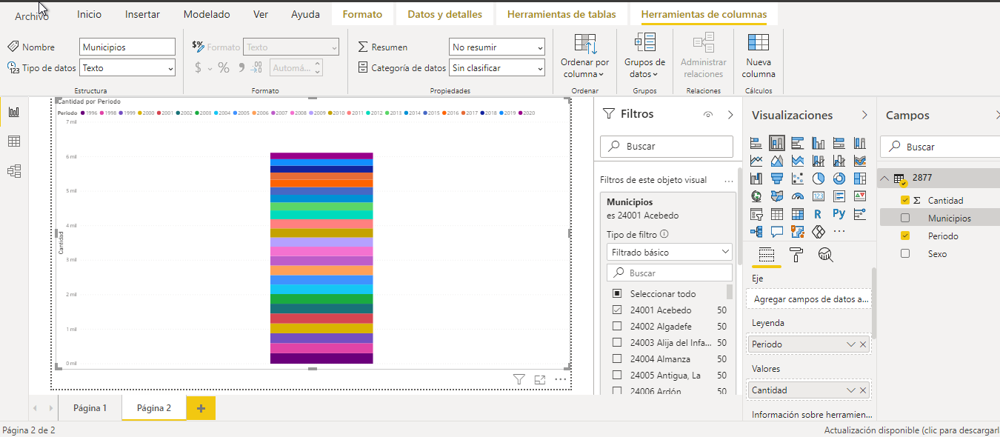 Archivo Inicio Insertar Modelado Ver Ayuda Formato Datos y detalles Herramientas de tablas Herramientas de columnas
Nombre Municipios
Tipo de datos Texto
Estructura
$% Formato Texto
$ % 9 .00 Automá...
Formato
Resumen No resumir
Categoría de datos Sin clasificar
Propiedades
Ordenar por columna
Ordenar
Grupos de datos
Grupos
Administrar relaciones
Relaciones
Nueva columna
Cálculos
Cantidad por Periodo
Periodo 1996 1998 1999 2000 2001 2002 2003 2004 2005 2006 2007 2008 2009 2010 2011 2012 2013 2014 2015 2016 2017 2018 2019 2020
7 mil
6 mil
5 mil
4 mil
3 mil
2 mil
1 mil
0 mil
Cantidad
Filtros
Buscar
Filtros de este objeto visual ...
Municipios
es 24001 Acebedo
Tipo de filtro
Filtrado básico
Buscar
Seleccionar todo
24001 Acebedo 50
24002 Algadefe 50
24003 Alija del Infa... 50
24004 Almanza 50
24005 Antigua, La 50
24006 Ardón 50
Visualizaciones
123
R Py
...
Eje
Agregar campos de datos a...
Leyenda
Periodo
Valores
Cantidad
Información sobre herramien...
Campos
Buscar
2877
Σ Cantidad
Municipios
Periodo
Sexo
Página 1 Página 2 +
Página 2 de 2
Actualización disponible (clic para descargarl